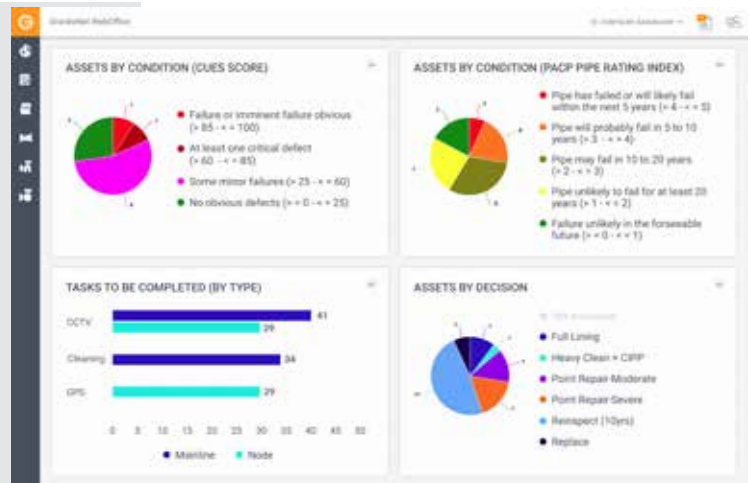 GraniteNet WebOffice
ASSETS BY CONDITION (CUES SCORE)
Failure or imminent failure obvious
(> 85 - < = 100)
At least one critical defect
(> 60 - < = 85)
Some minor failures (> 25 - < = 60)
No obvious defects (> = 0 - < = 25)
ASSETS BY CONDITION (PACP PIPE RATING INDEX)
Pipe has failed or will likely fail
within the next 5 years (> 4 - < = 5)
Pipe will probably fail in 5 to 10
years (> 3 - < = 4)
Pipe may fail in 10 to 20 years
(> 2 - < = 3)
Pipe unlikely to fail for at least 20
years (> 1 - < = 2)
Failure unlikely in the forseeable
future (> = 0 - < = 1)
TASKS TO BE COMPLETED (BY TYPE)
CCTV
41
29
Cleaning
34
GPS
29
0 5 10 15 20 25 30 35 40 45 50
Mainline
Node
ASSETS BY DECISION
Full Lining
Heavy Clean + CIPP
Point Repair-Moderate
Point Repair-Severe
Reinspect (10yrs)
Replace